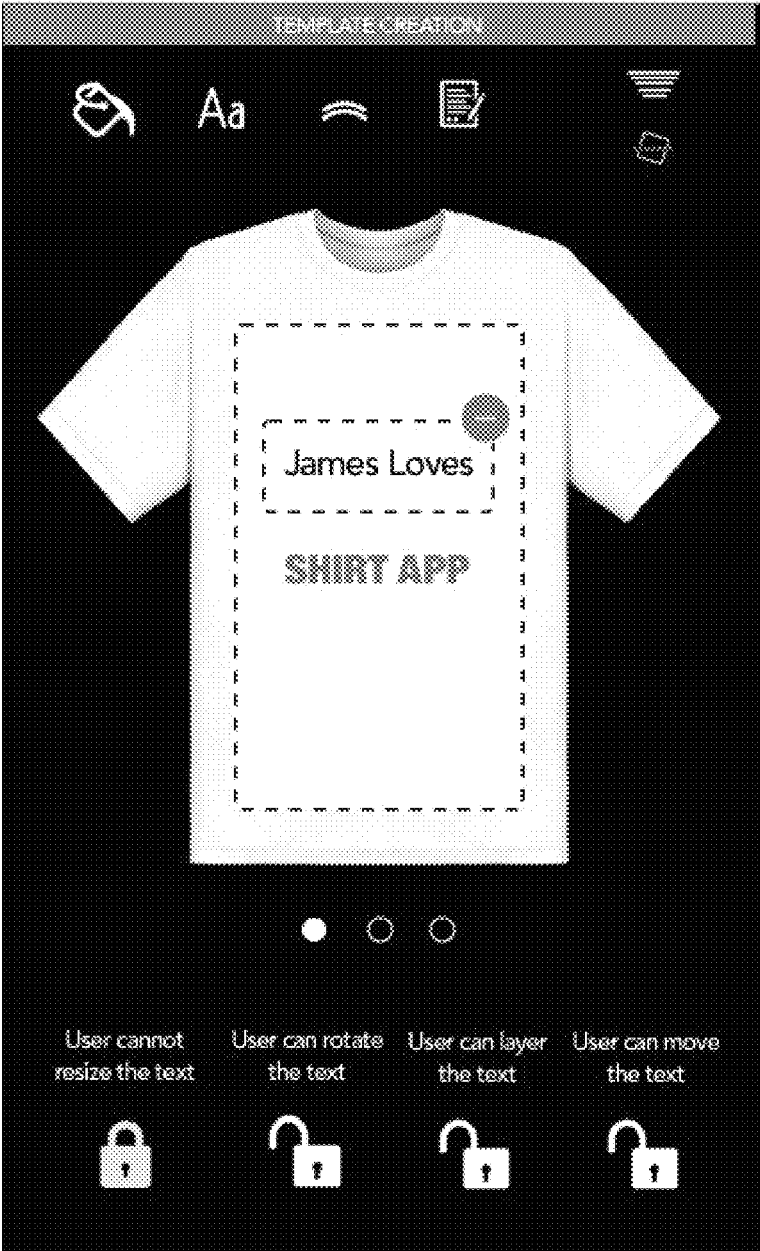 TEMPLATE CREATION
Aa
James Loves
SHIRT APP
User cannot
resize the text
User can rotate
the text
User can layer
the text
User can move
the text